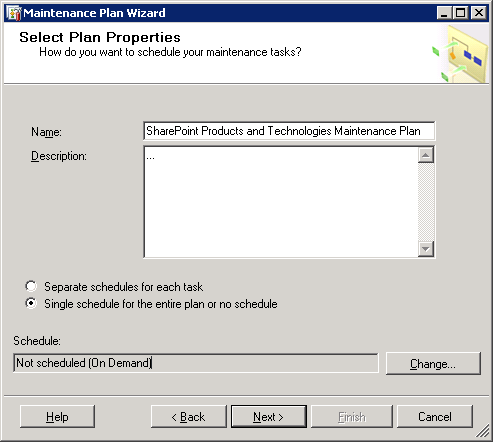 Maintenance Plan Wizard
Select Plan Properties
How do you want to schedule your maintenance tasks?
Name: SharePoint Products and Technologies Maintenance Plan
Description: ...
Separate schedules for each task
Single schedule for the entire plan or no schedule
Schedule:
Not scheduled (On Demand) Change...
Help < Back Next > Finish Cancel